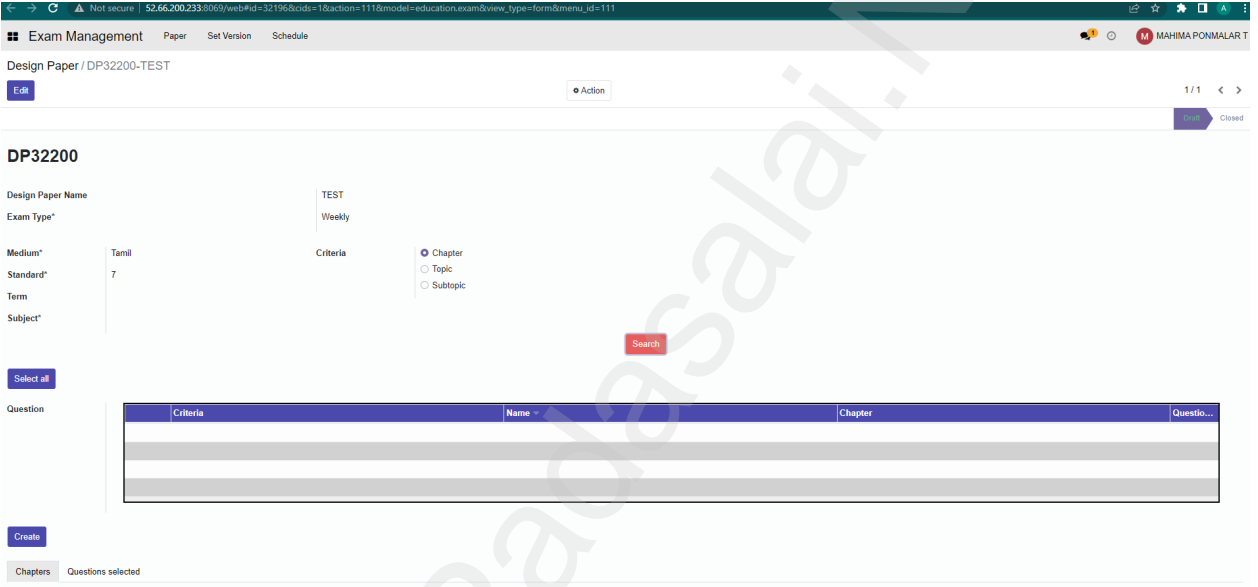 Not secure | 52.66.200.233:8069/web#id=32196&cids=1&action=111&model=education.exam&view_type=form&menu_id=111
Exam Management Paper Set Version Schedule 1 M MAHIMA PONMALAR T
Design Paper / DP32200-TEST
Edit Action 1 / 1
Draft Closed
DP32200
Design Paper Name TEST
Exam Type* Weekly
Medium* Tamil Criteria Chapter
Standard* 7 Topic
Term Subtopic
Subject*
Search
Select all
Question Criteria Name Chapter Questio...
Create
Chapters Questions selected